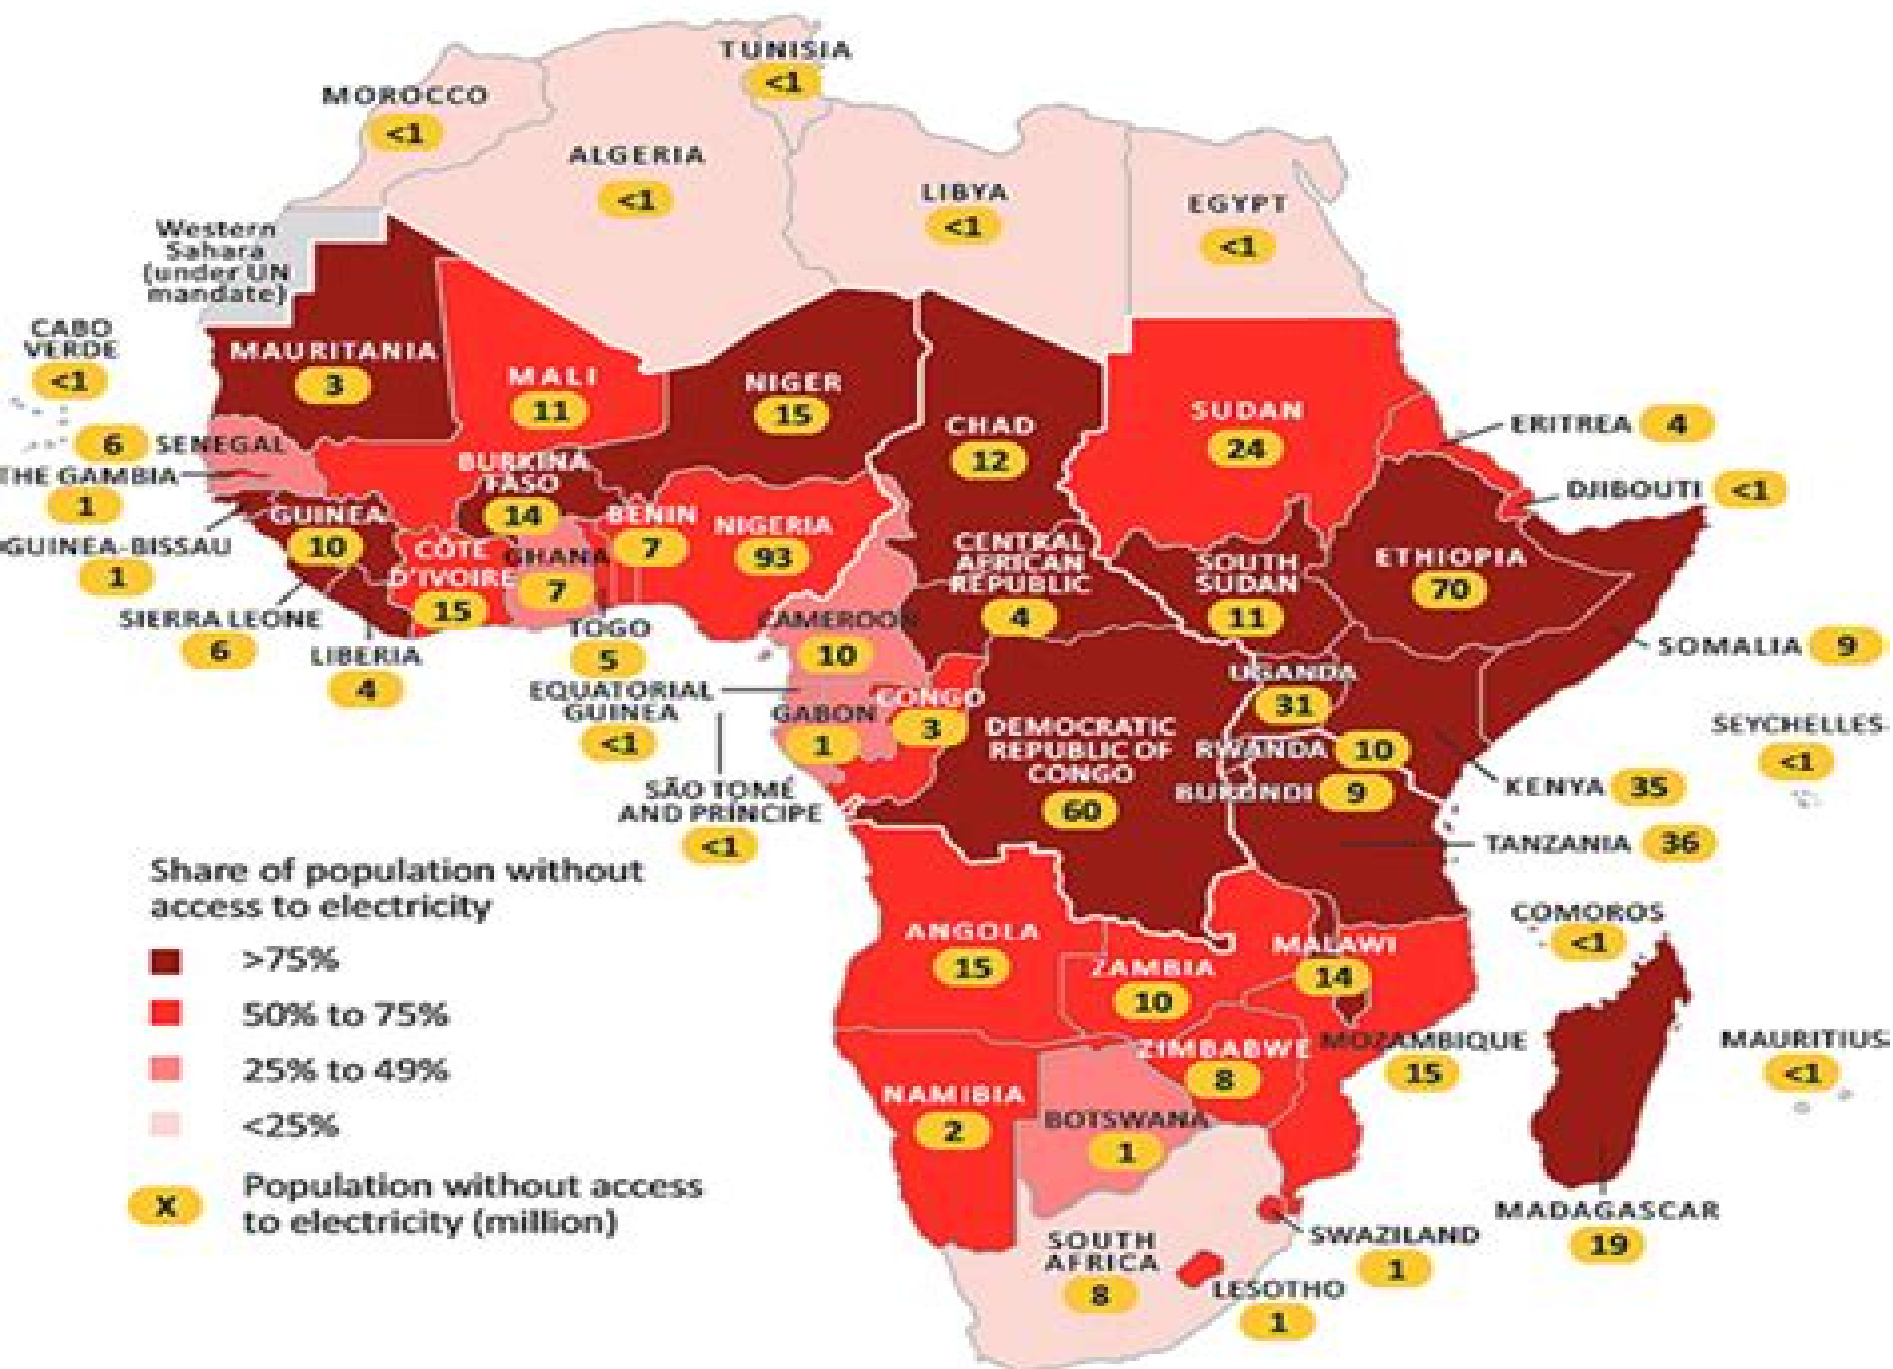 TUNISIA
<1
MOROCCO
<1
ALGERIA
<1
LIBYA
<1
EGYPT
<1
Western
Sahara
(under UN
mandate)
CABO
VERDE
<1
MAURITANIA
3
MALI
11
NIGER
15
CHAD
12
SUDAN
24
ERITREA 4
DJIBOUTI <1
6 SENEGAL
THE GAMBIA
1
GUINEA-BISSAU
1
GUINEA
10
SIERRA LEONE
6
LIBERIA
4
BURKINA
FASO
14
CÔTE
D'IVOIRE
15
GHANA
7
BENIN
7
TOGO
5
NIGERIA
93
CAMEROON
10
CENTRAL
AFRICAN
REPUBLIC
4
SOUTH
SUDAN
11
ETHIOPIA
70
SOMALIA 9
EQUATORIAL
GUINEA
<1
SÃO TOMÉ
AND PRÍNCIPE
<1
GABON
1
CONGO
3
DEMOCRATIC
REPUBLIC OF
CONGO
60
UGANDA
31
RWANDA 10
BURUNDI 9
KENYA 35
TANZANIA 36
SEYCHELLES
<1
COMOROS
<1
ANGOLA
15
ZAMBIA
10
MALAWI
14
MOZAMBIQUE
15
ZIMBABWE
8
NAMIBIA
2
BOTSWANA
1
MAURITIUS
<1
MADAGASCAR
19
SOUTH
AFRICA
8
SWAZILAND
1
LESOTHO
1
Share of population without
access to electricity
>75%
50% to 75%
25% to 49%
<25%
X Population without access
to electricity (million)